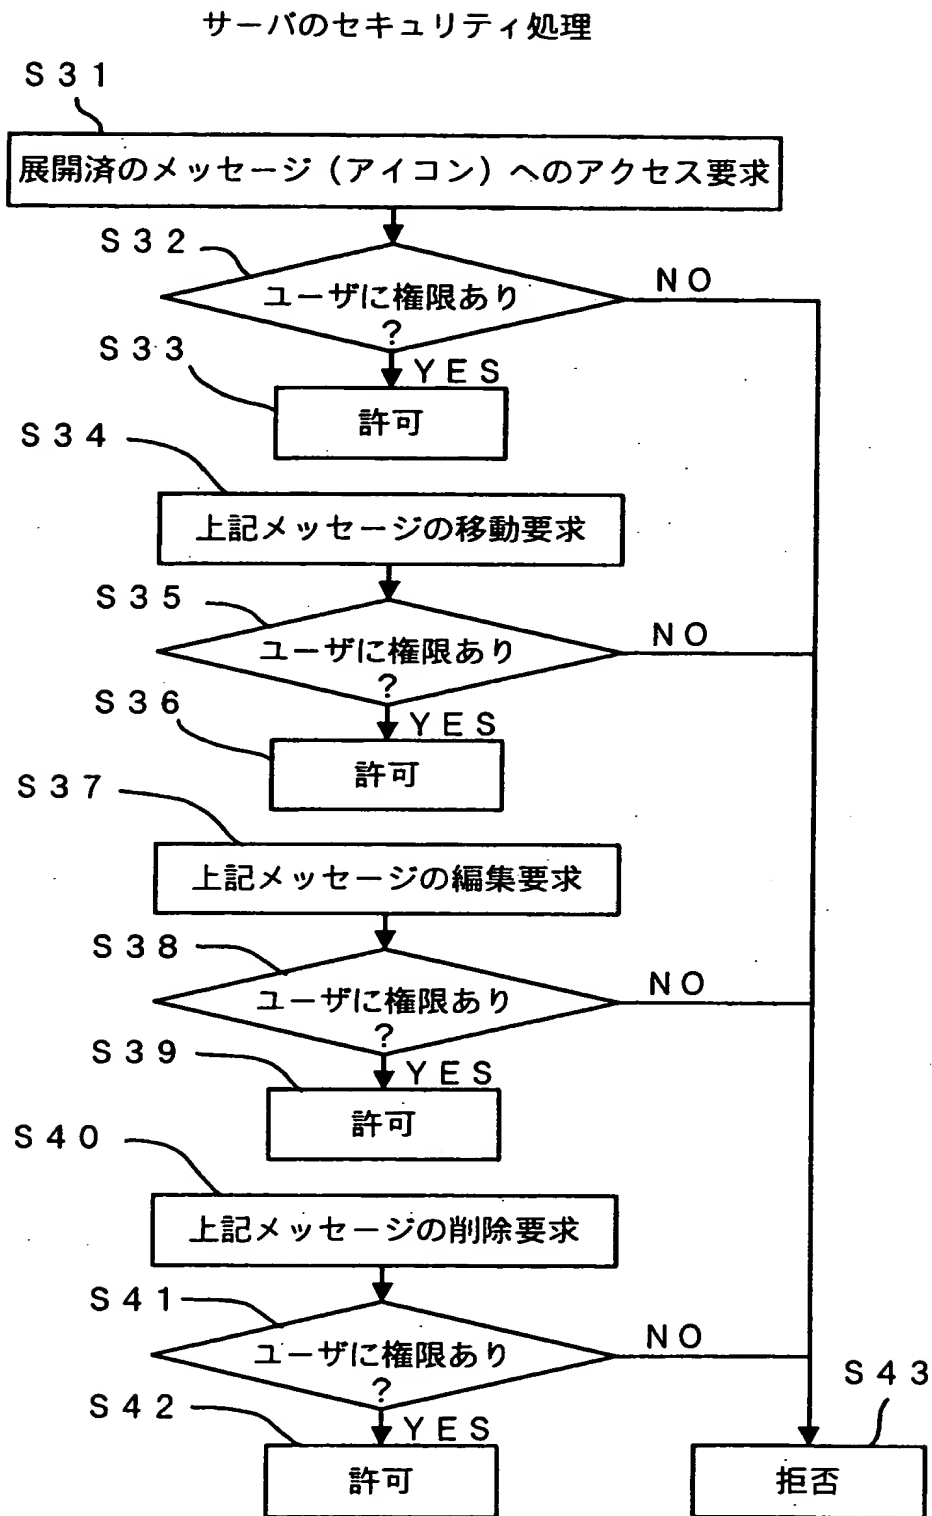 サーバのセキュリティ処理
S31
展開済のメッセージ（アイコン）へのアクセス要求
S32
ユーザに権限あり
?
NO
S33
YES
許可
S34
上記メッセージの移動要求
S35
ユーザに権限あり
?
NO
S36
YES
許可
S37
上記メッセージの編集要求
S38
ユーザに権限あり
?
NO
S39
YES
許可
S40
上記メッセージの削除要求
S41
ユーザに権限あり
?
NO
S42
YES
許可
S43
拒否